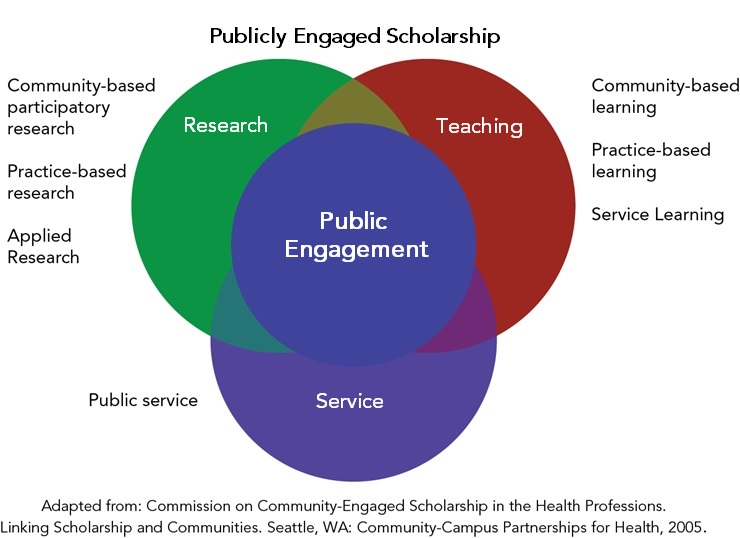 Publicly Engaged Scholarship
Community-based
participatory
research
Practice-based
research
Applied
Research
Research
Teaching
Community-based
learning
Practice-based
learning
Service Learning
Public
Engagement
Public service
Service
Adapted from: Commission on Community-Engaged Scholarship in the Health Professions.
Linking Scholarship and Communities. Seattle, WA: Community-Campus Partnerships for Health, 2005.